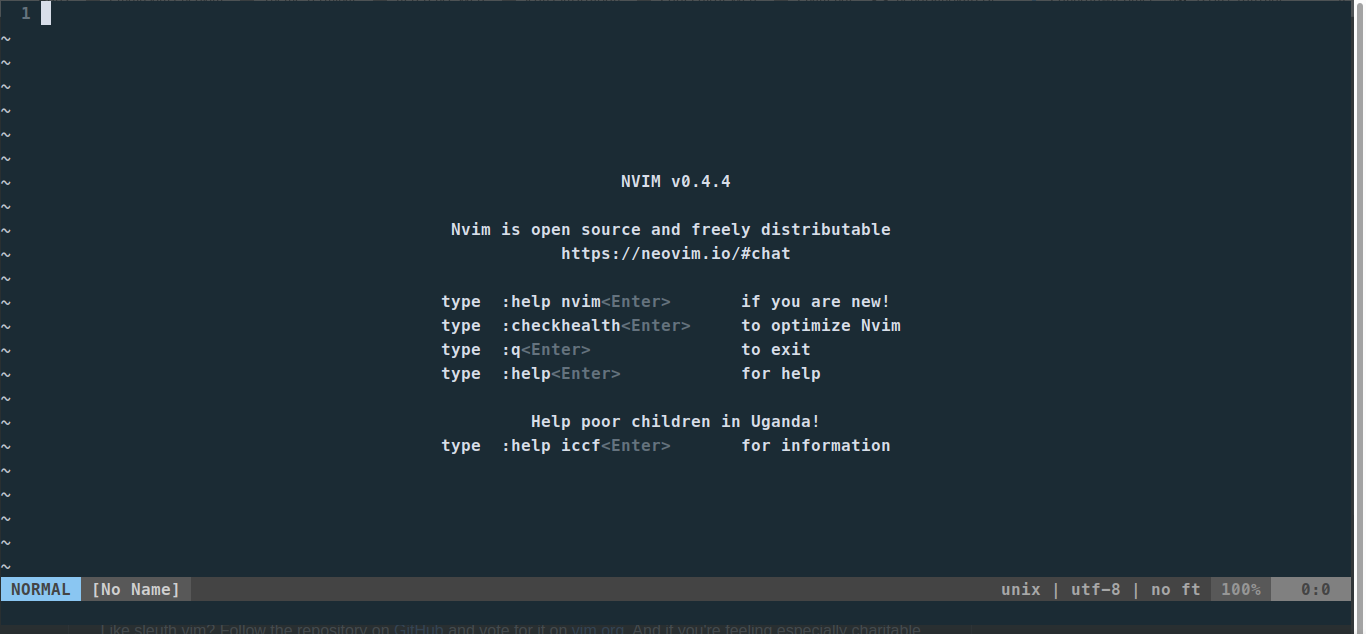 1
~
~
~
~
~
~
~ NVIM v0.4.4
~
~ Nvim is open source and freely distributable
~ https://neovim.io/#chat
~
~ type :help nvim<Enter> if you are new!
~ type :checkhealth<Enter> to optimize Nvim
~ type :q<Enter> to exit
~ type :help<Enter> for help
~
~ Help poor children in Uganda!
~ type :help iccf<Enter> for information
~
~
~
~
~
NORMAL [No Name] unix | utf-8 | no ft 100% 0:0
Like sleuth.vim? Follow the repository on GitHub and vote for it on vim.org. And if you're feeling especially charitable,